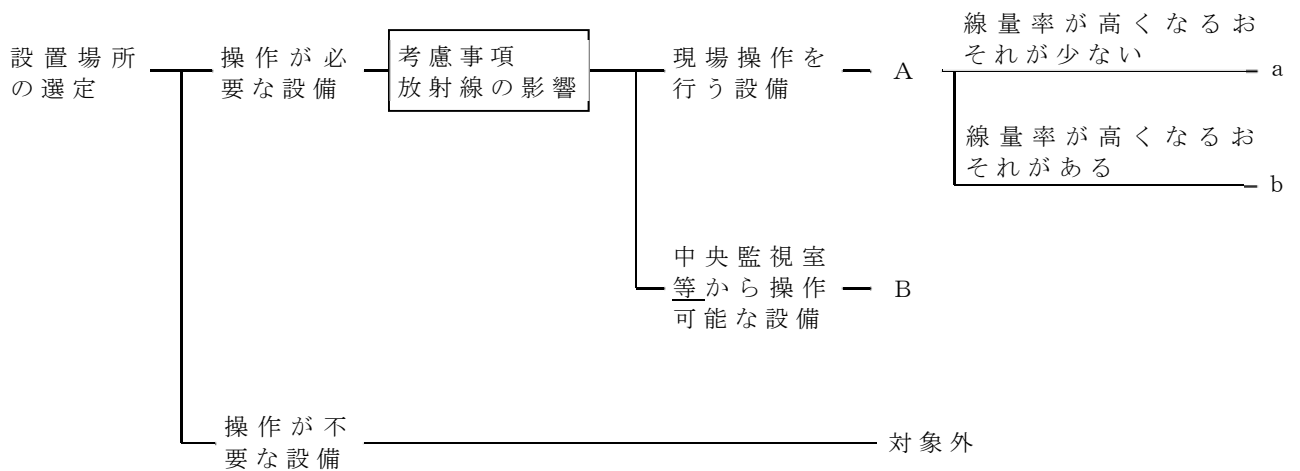 設置場所
の選定
操作が必
要な設備
考慮事項
放射線の影響
現場操作を
行う設備
A
線量率が高くなるお
それが少ない
a
線量率が高くなるお
それがある
b
中央監視室
等から操作
可能な設備
B
操作が不
要な設備
対象外